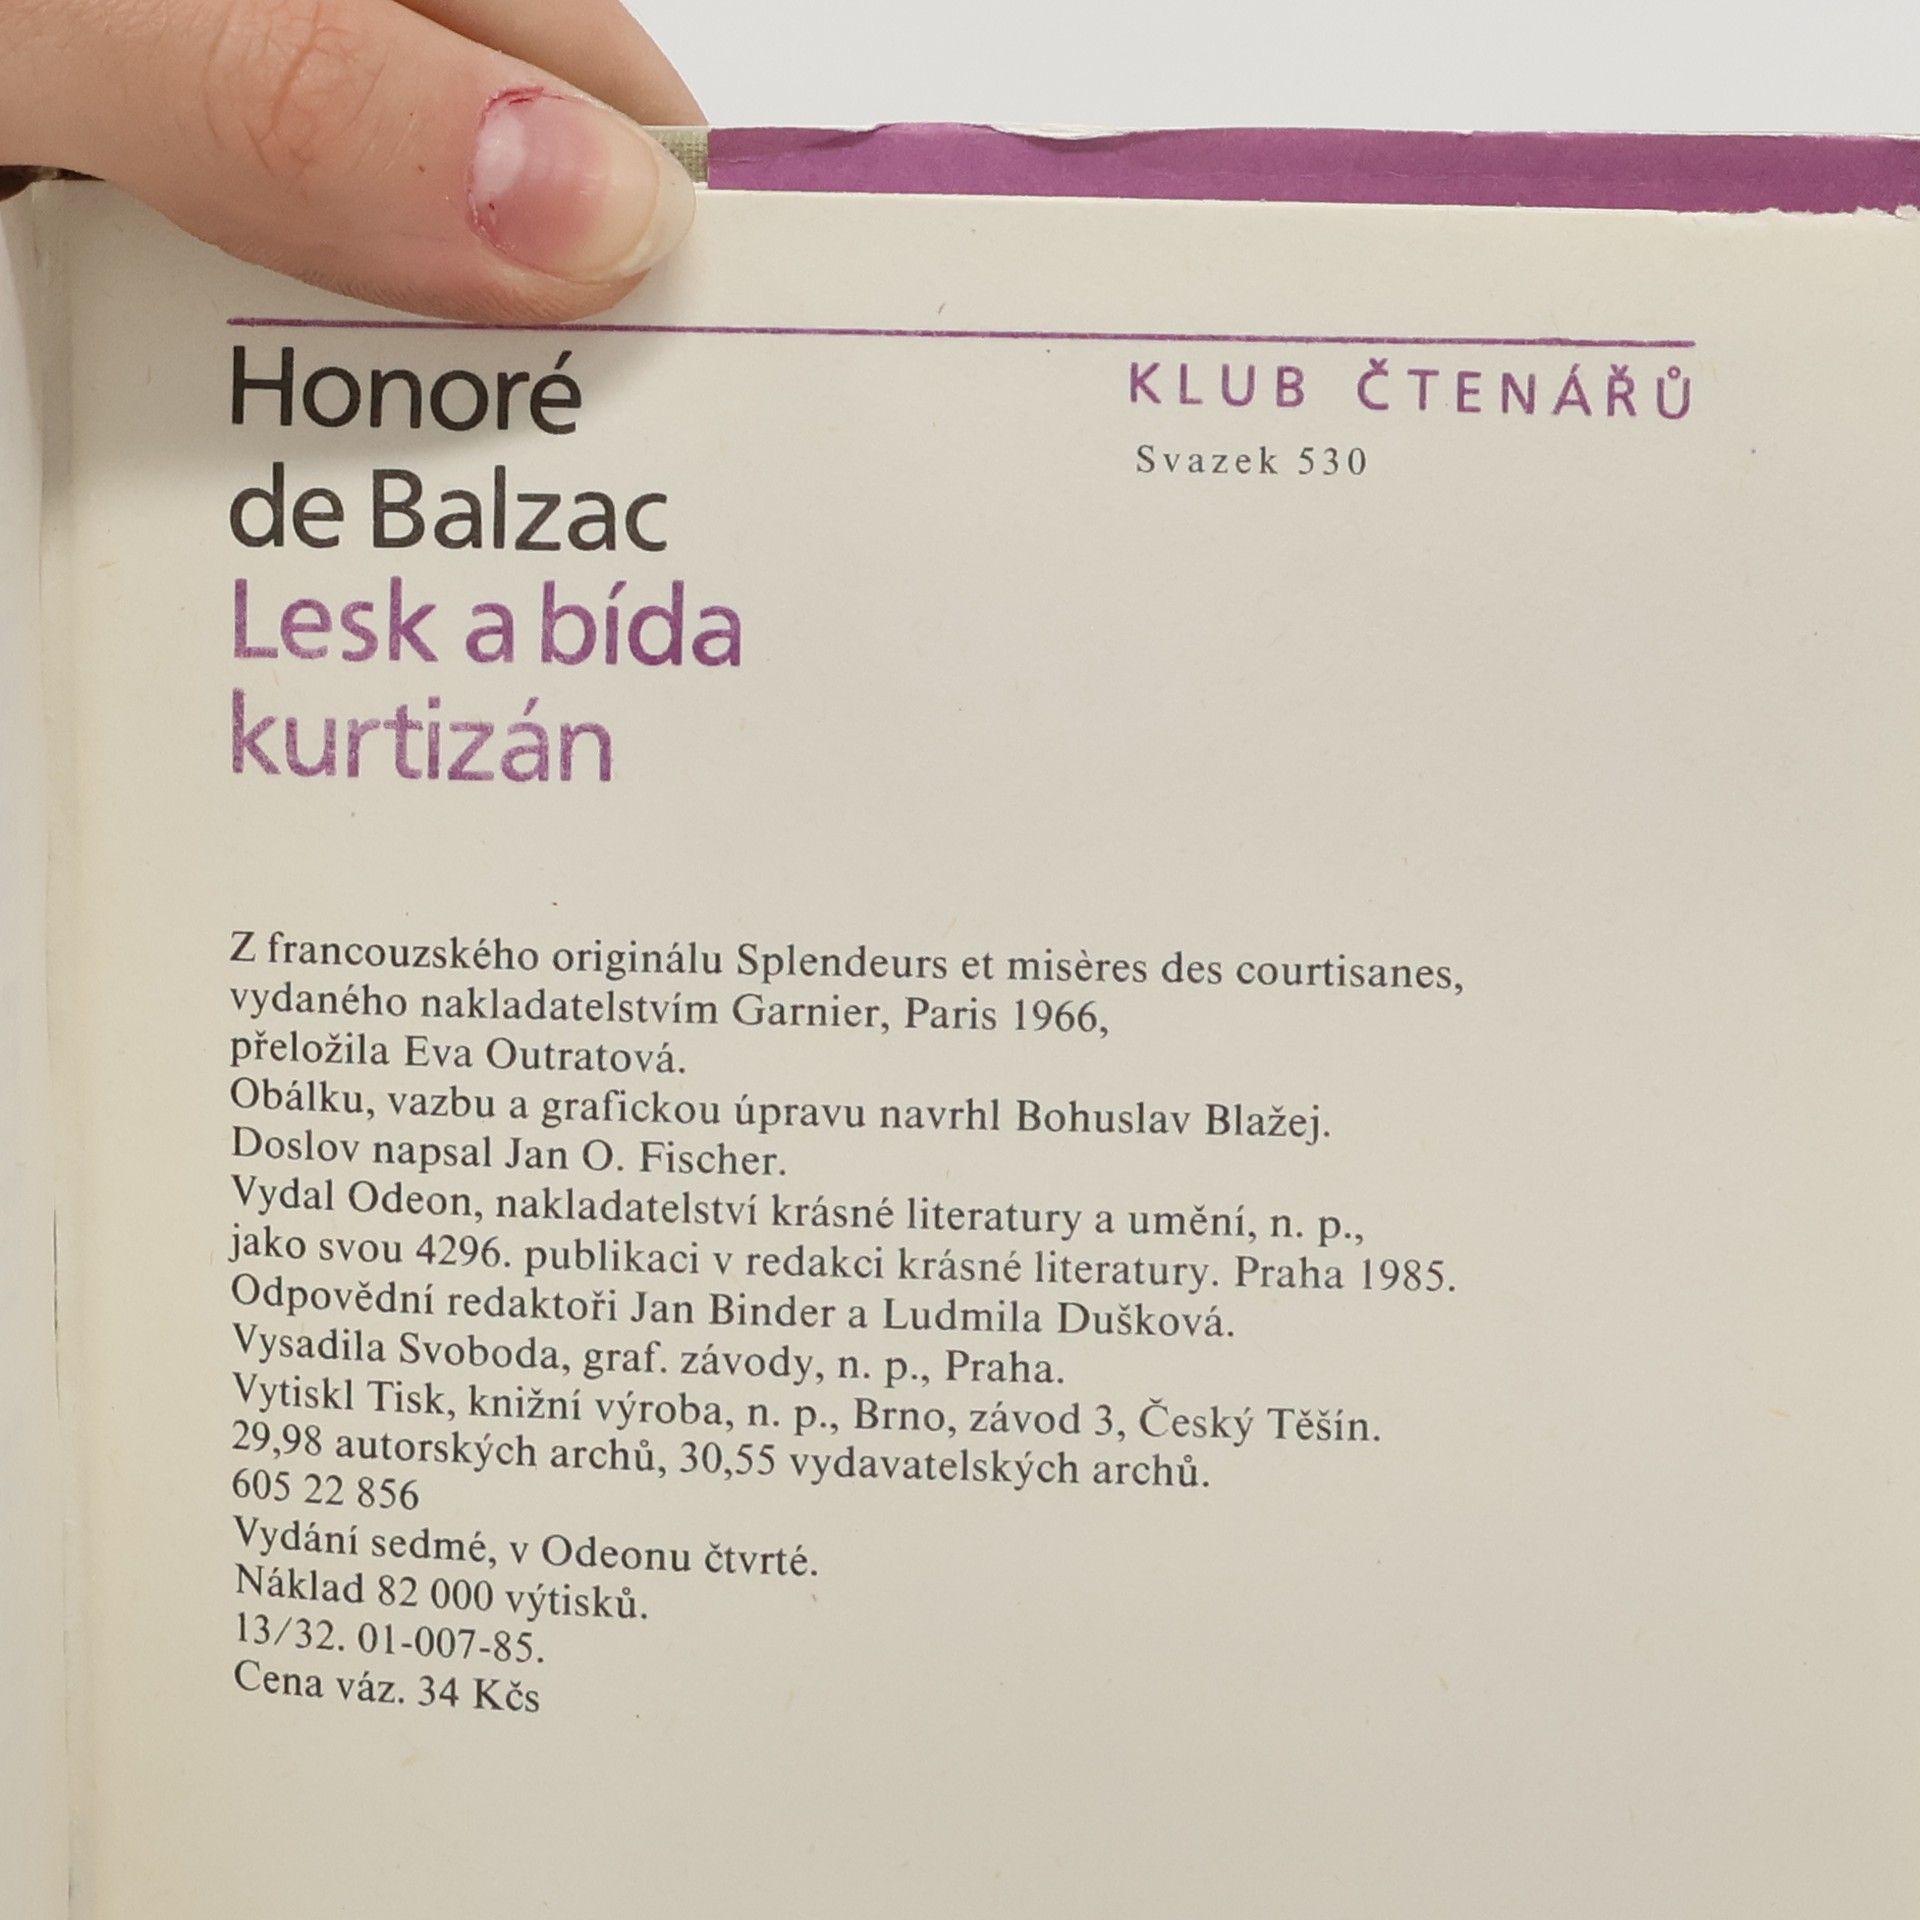 Honoré
de Balzac
Lesk a bída
kurtizán
KLUB ČTENÁŘŮ
Svazek 530
Z francouzského originálu Splendeurs et misères des courtisanes,
vydaného nakladatelstvím Garnier, Paris 1966,
přeložila Eva Outratová.
Obálku, vazbu a grafickou úpravu navrhl Bohuslav Blažej.
Doslov napsal Jan O. Fischer.
Vydal Odeon, nakladatelství krásné literatury a umění, n. p.,
jako svou 4296. publikaci v redakci krásné literatury. Praha 1985.
Odpovědní redaktoři Jan Binder a Ludmila Dušková.
Vysadila Svoboda, graf. závody, n. p., Praha.
Vytiskl Tisk, knižní výroba, n. p., Brno, závod 3, Český Těšín.
29,98 autorských archů, 30,55 vydavatelských archů.
605 22 856
Vydání sedmé, v Odeonu čtvrté.
Náklad 82 000 výtisků.
13/32. 01-007-85.
Cena váz. 34 Kčs